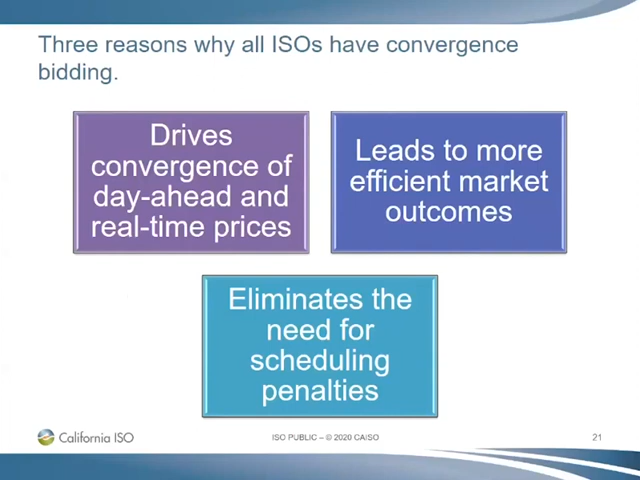 Three reasons why all ISOs have convergence
bidding.
Drives
convergence of
day-ahead and
real-time prices
Leads to more
efficient market
outcomes
Eliminates the
need for
scheduling
penalties
California ISO
ISO PUBLIC – © 2020 CAISO
21